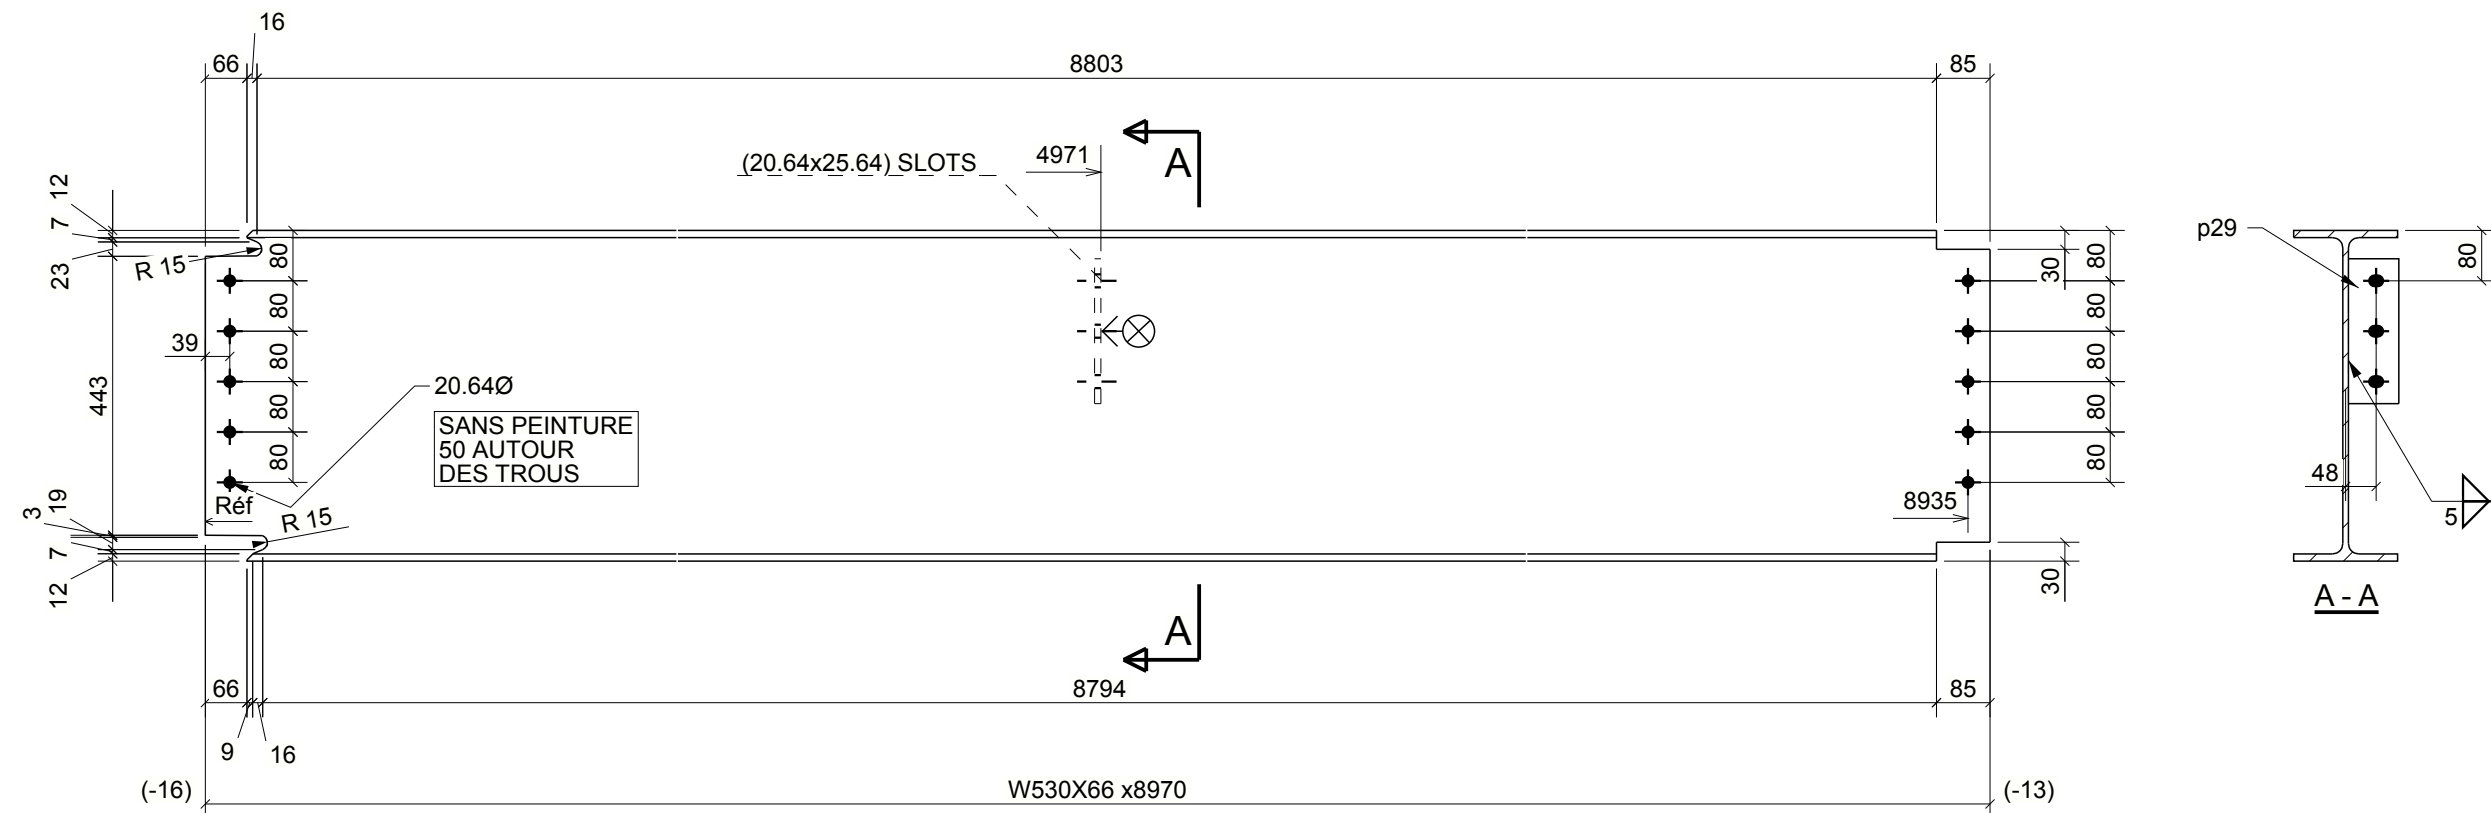 16
66
8803
85
(20.64x25.64) SLOTS
4971
A
12
7
23
R 15
80
80
80
80
39
443
20.64Ø
SANS PEINTURE
50 AUTOUR
DES TROUS
Réf
R 15
3
19
7
12
30
80
80
80
80
80
8935
30
p29
80
48
5
A - A
A
66
8794
85
9
16
(-16)
W530X66 x8970
(-13)